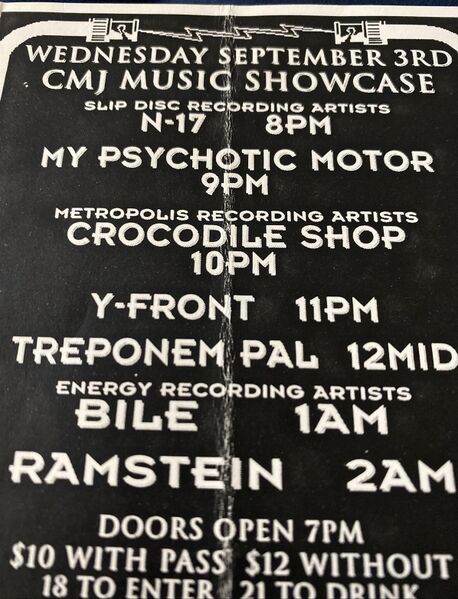 WEDNESDAY SEPTEMBER 3RD
CMJ MUSIC SHOWCASE
SLIP DISC RECORDING ARTISTS
N-17 8PM
MY PSYCHOTIC MOTOR
9PM
METROPOLIS RECORDING ARTISTS
CROCODILE SHOP
10PM
Y-FRONT 11PM
TREPONEM PAL 12MID
ENERGY RECORDING ARTISTS
BILE 1AM
RAMSTEIN 2AM
DOORS OPEN 7PM
$10 WITH PASS $12 WITHOUT
18 TO ENTER 21 TO DRINK